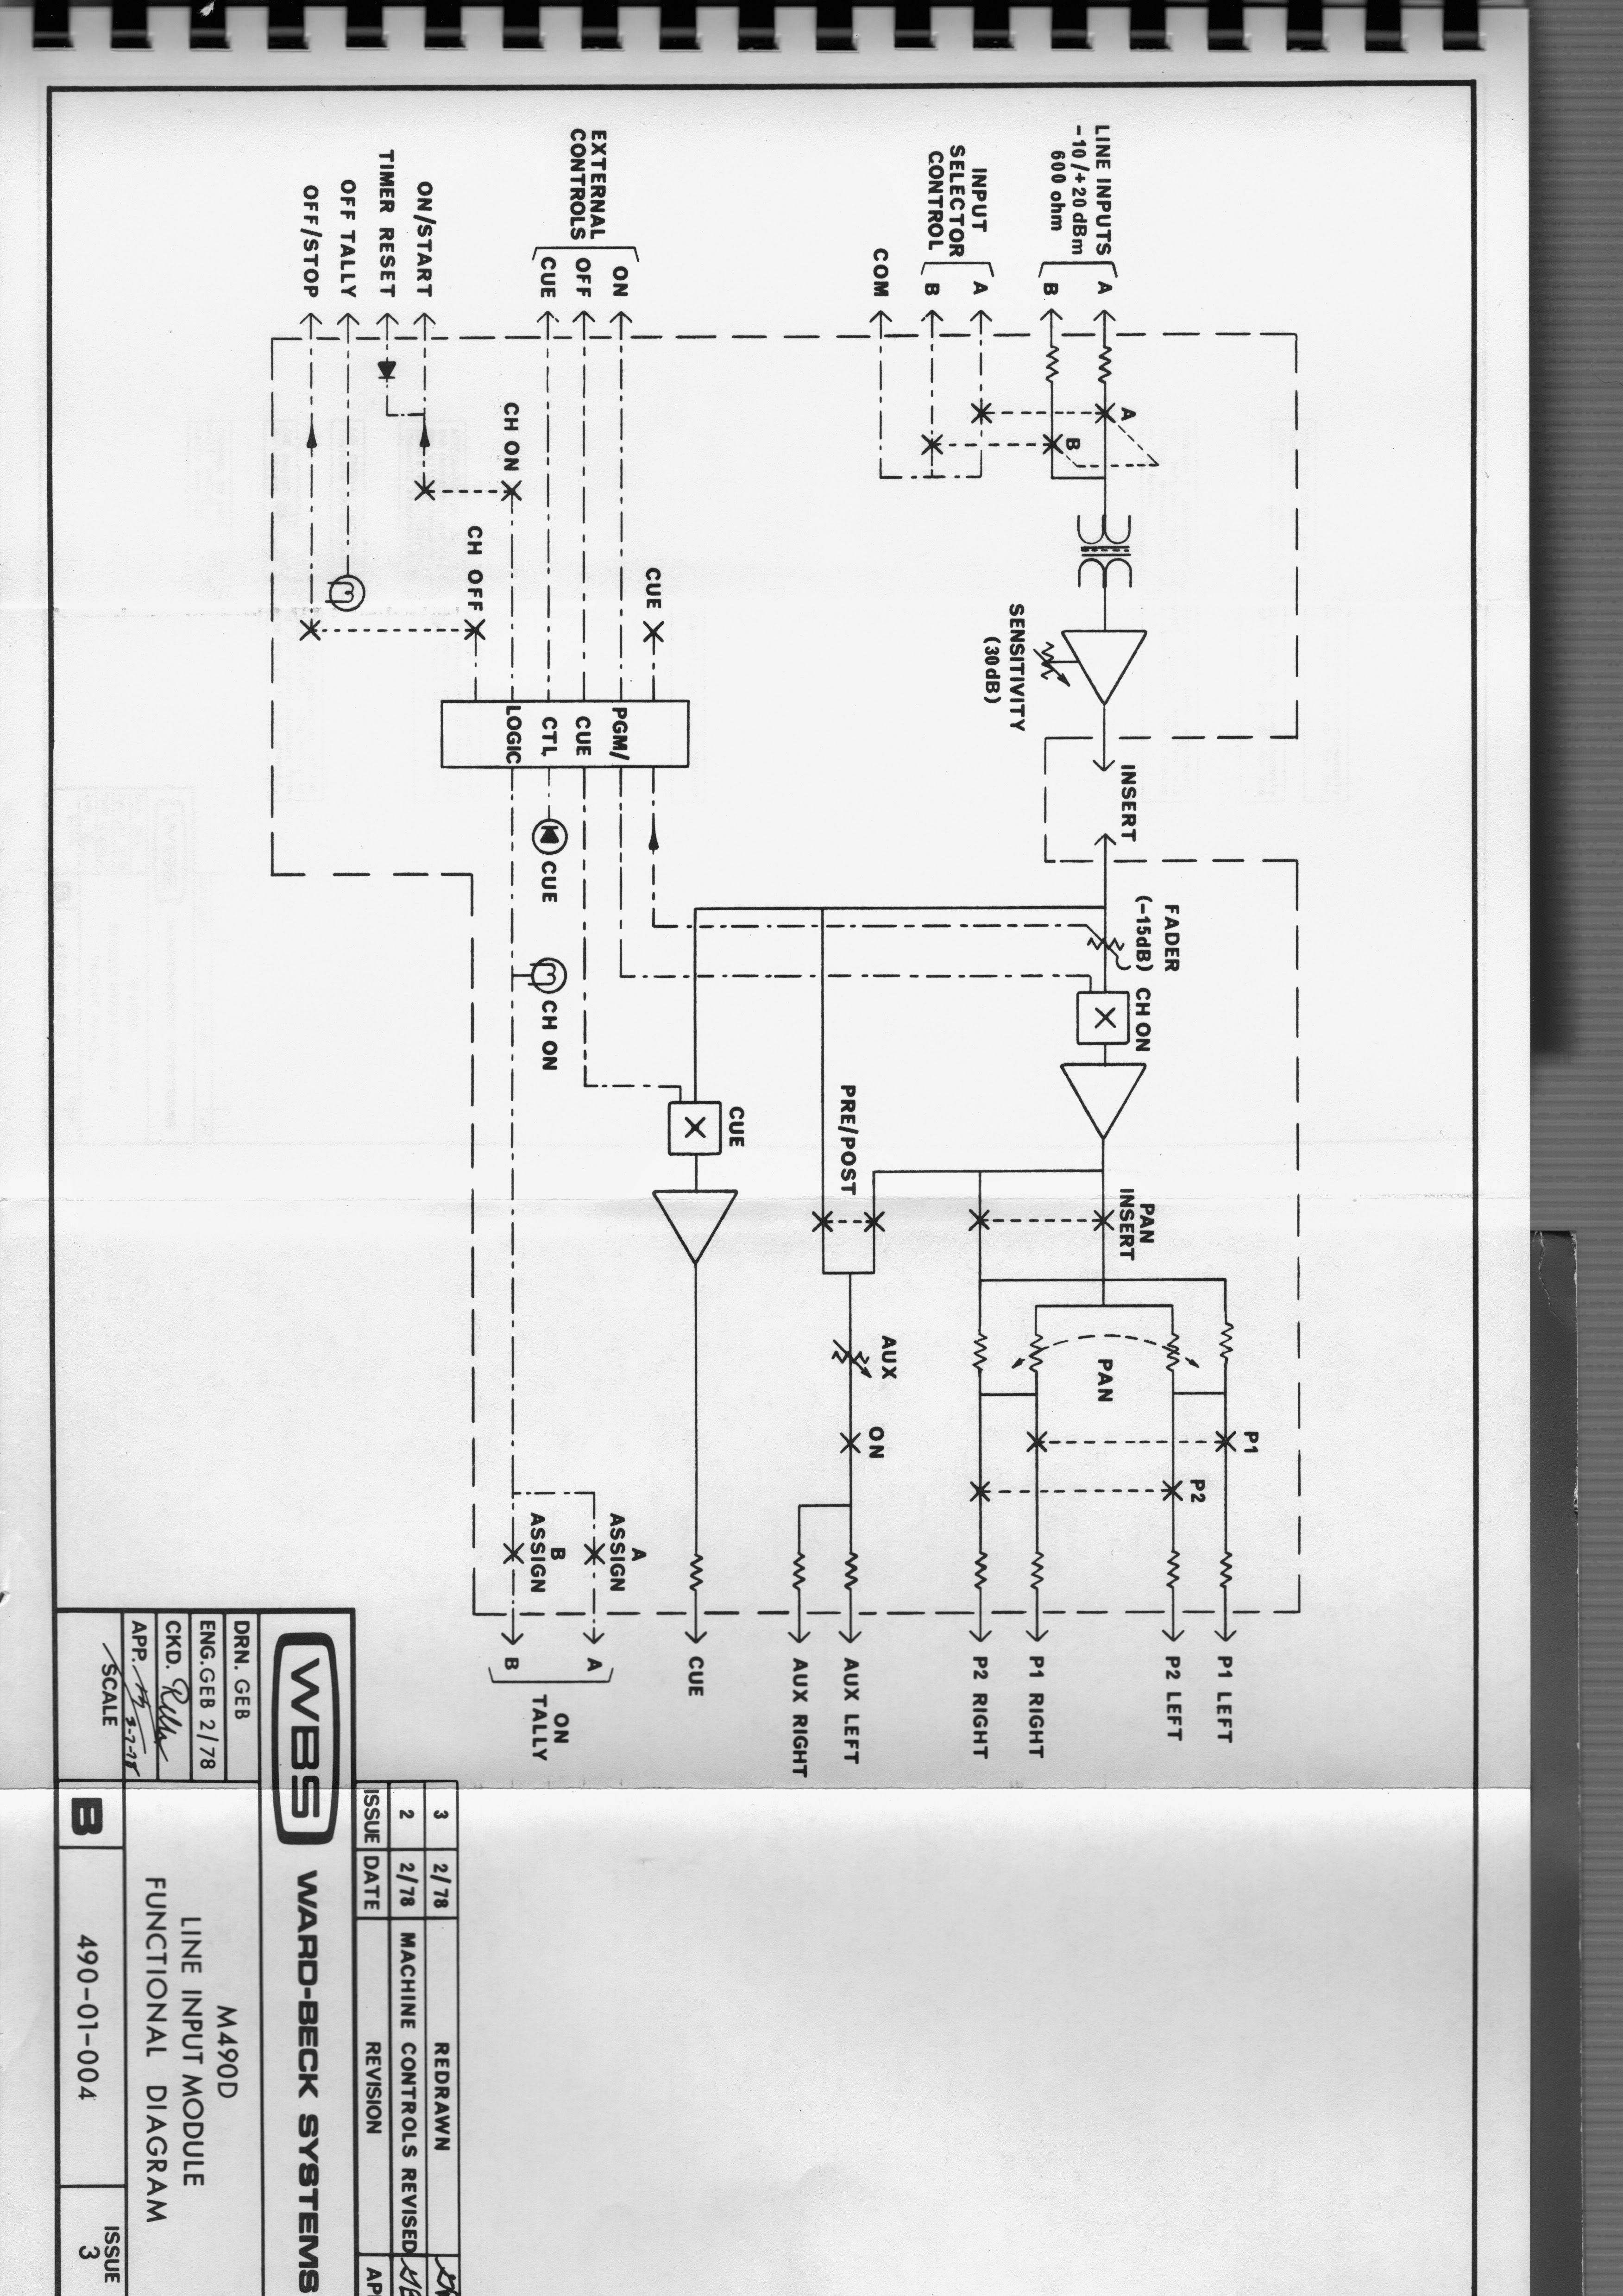 LINE INPUTS
-10/+20dBm
600 ohm
A
B
INPUT
SELECTOR
CONTROL
A
B
COM
EXTERNAL
CONTROLS
ON
OFF
CUE
ON/START
TIMER RESET
OFF TALLY
OFF/STOP
A
B
SENSITIVITY
(30dB)
INSERT
FADER
(-15dB)
CH ON
PAN
INSERT
PAN
P1
P2
P1 LEFT
P2 LEFT
P1 RIGHT
P2 RIGHT
PRE/POST
AUX
ON
AUX LEFT
AUX RIGHT
CUE
CUE
CH ON
CH OFF
CUE
PGM/
CUE
CTL
LOGIC
CUE
CH ON
A
ASSIGN
B
ASSIGN
A
B
ON
TALLY
3 2/78 REDRAWN
2 2/78 MACHINE CONTROLS REVISED
ISSUE DATE REVISION
WBS WARD-BECK SYSTEMS
DRN. GEB
ENG. GEB 2/78
CKD.
APP. 3-7-78
SCALE
M490D
LINE INPUT MODULE
FUNCTIONAL DIAGRAM
B
490-01-004
ISSUE
3